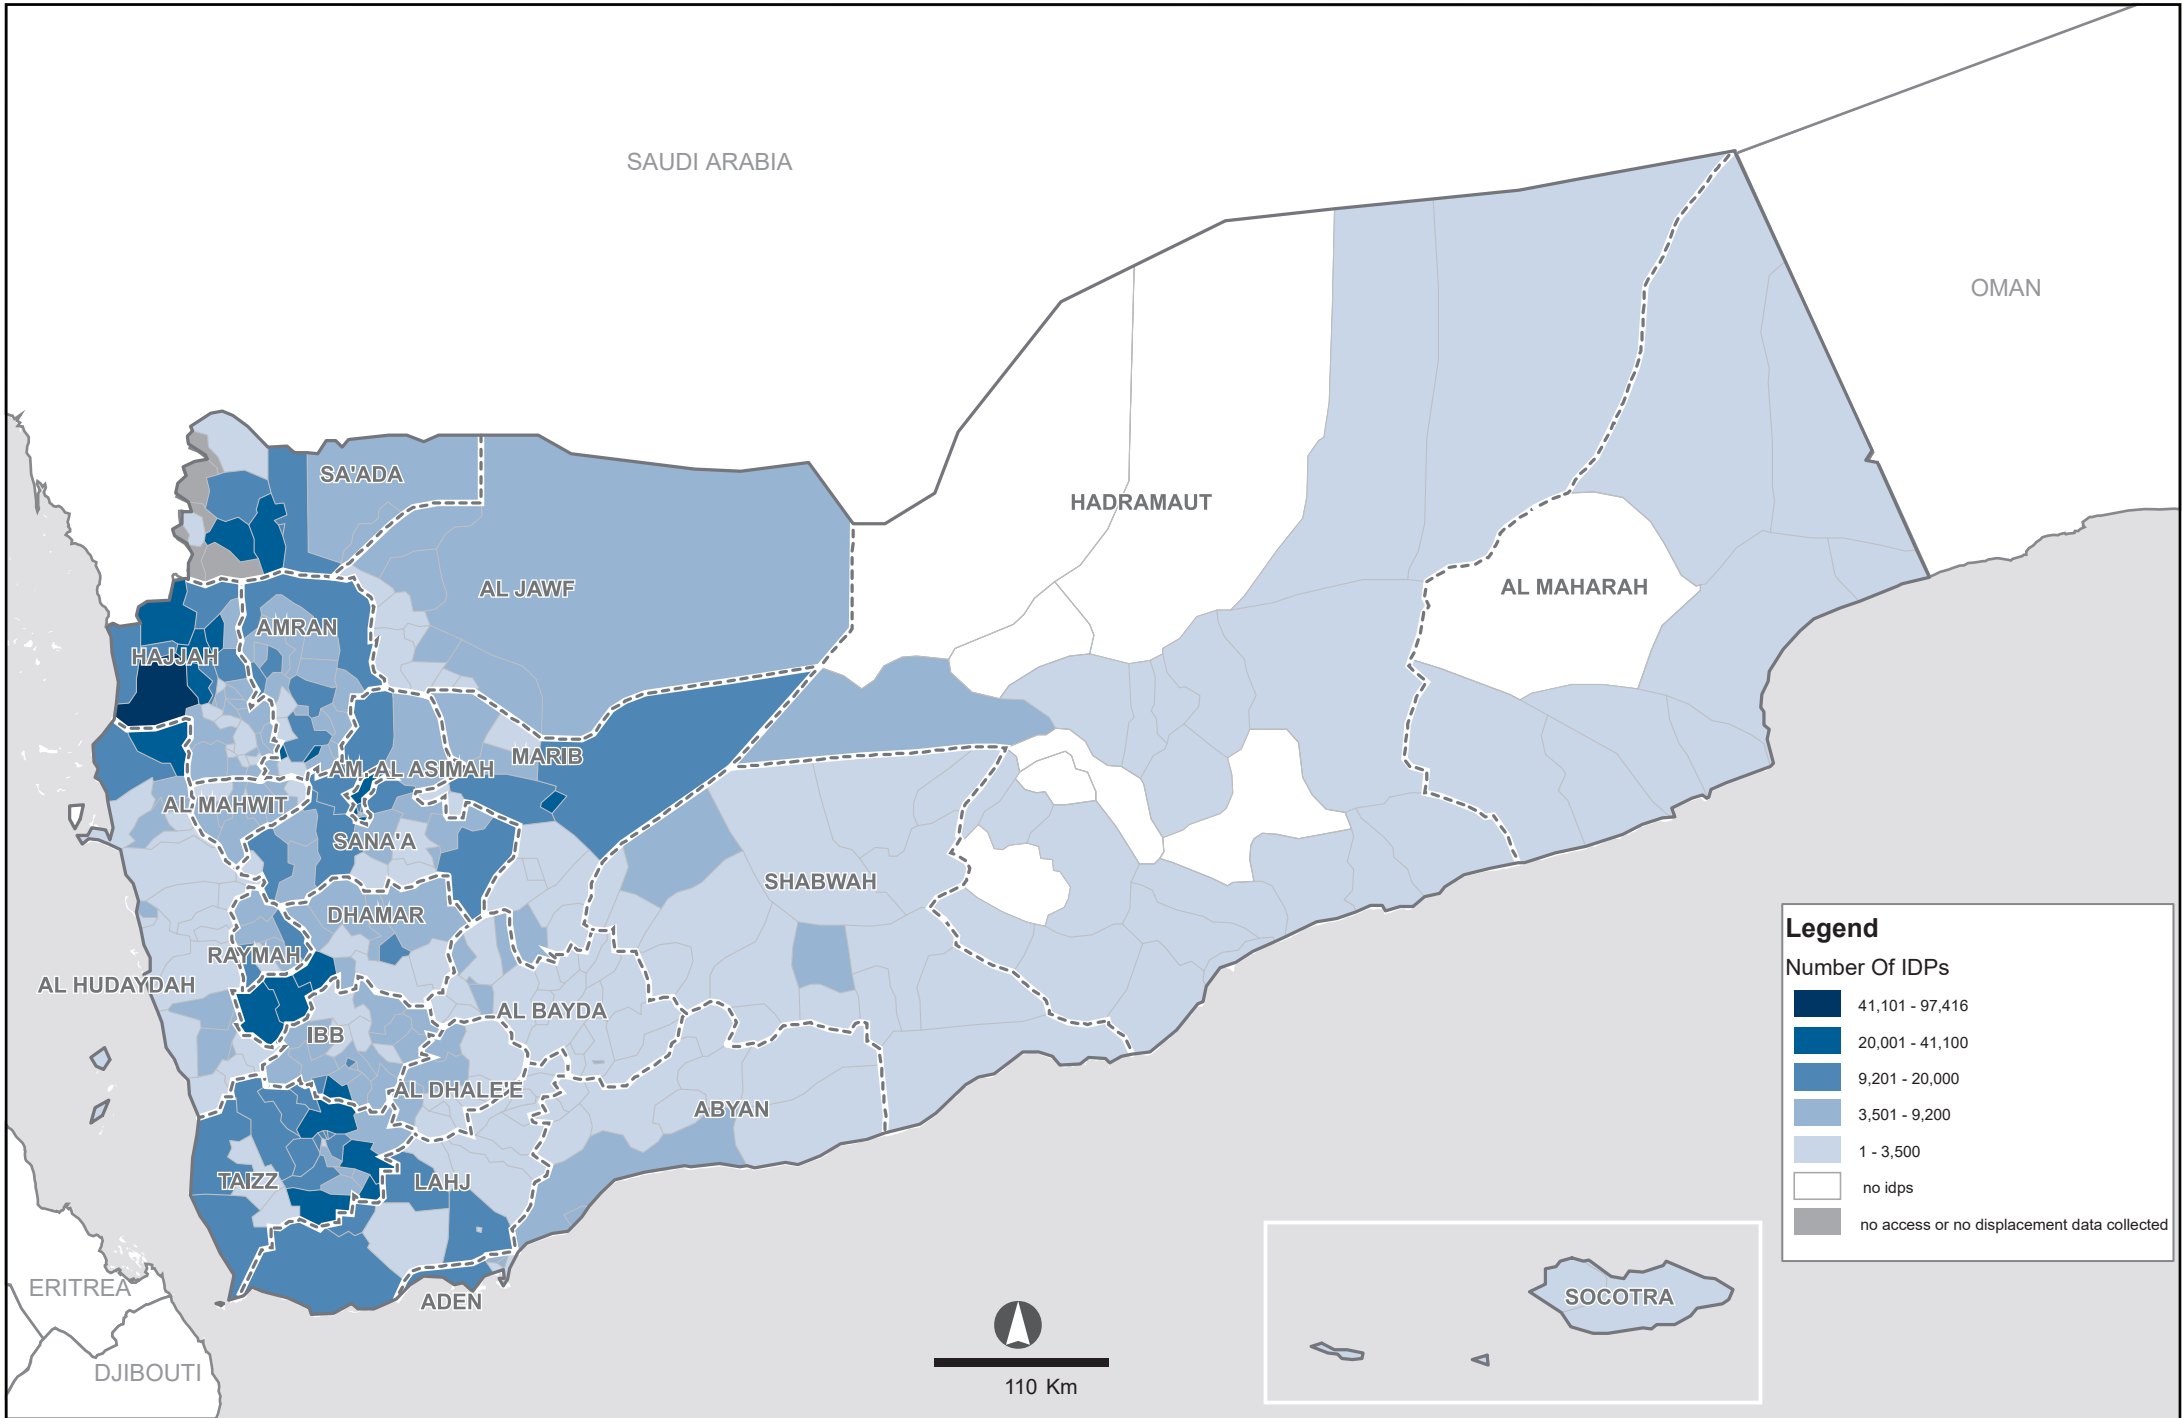 SAUDI ARABIA
OMAN
SA'ADA
HADRAMAUT
AL JAWF
AL MAHARAH
AMRAN
HAJJAH
MARIB
AM. AL ASIMAH
AL MAHWIT
SANA'A
SHABWAH
DHAMAR
RAYMAH
AL HUDAYDAH
AL BAYDA
IBB
AL DHALE'E
ABYAN
TAIZZ
LAHJ
ADEN
ERITREA
DJIBOUTI
SOCOTRA
110 Km
Legend
Number Of IDPs
41,101 - 97,416
20,001 - 41,100
9,201 - 20,000
3,501 - 9,200
1 - 3,500
no idps
no access or no displacement data collected